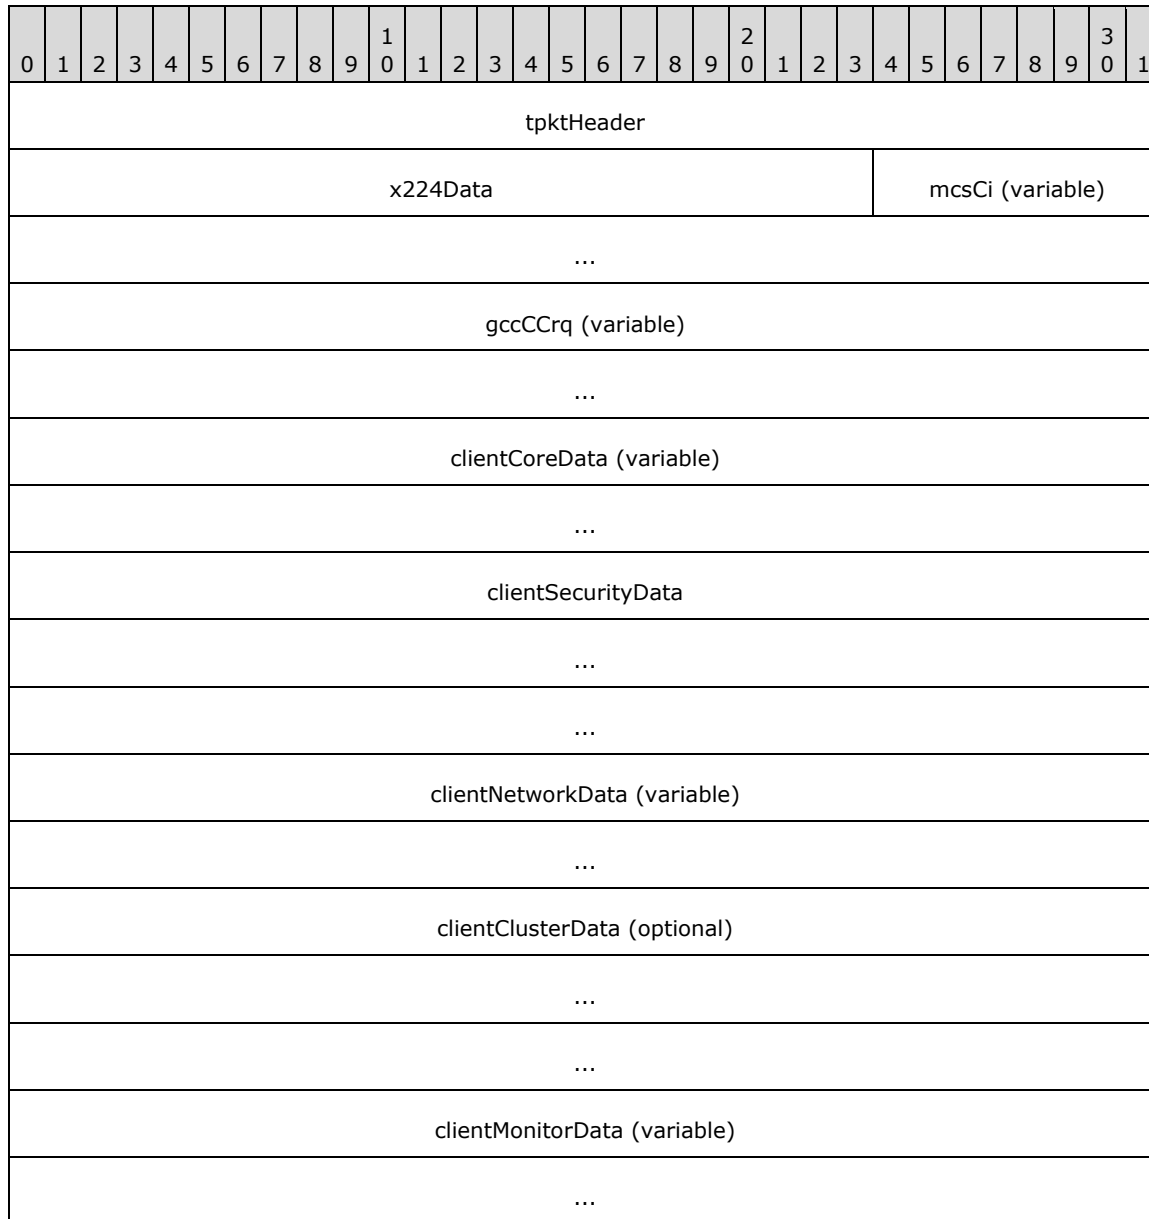 1 2 3
0 1 2 3 4 5 6 7 8 9 0 1 2 3 4 5 6 7 8 9 0 1 2 3 4 5 6 7 8 9 0 1
tpktHeader
x224Data mcsCi (variable)
...
gccCCrq (variable)
...
clientCoreData (variable)
...
clientSecurityData
...
...
clientNetworkData (variable)
...
clientClusterData (optional)
...
...
clientMonitorData (variable)
...